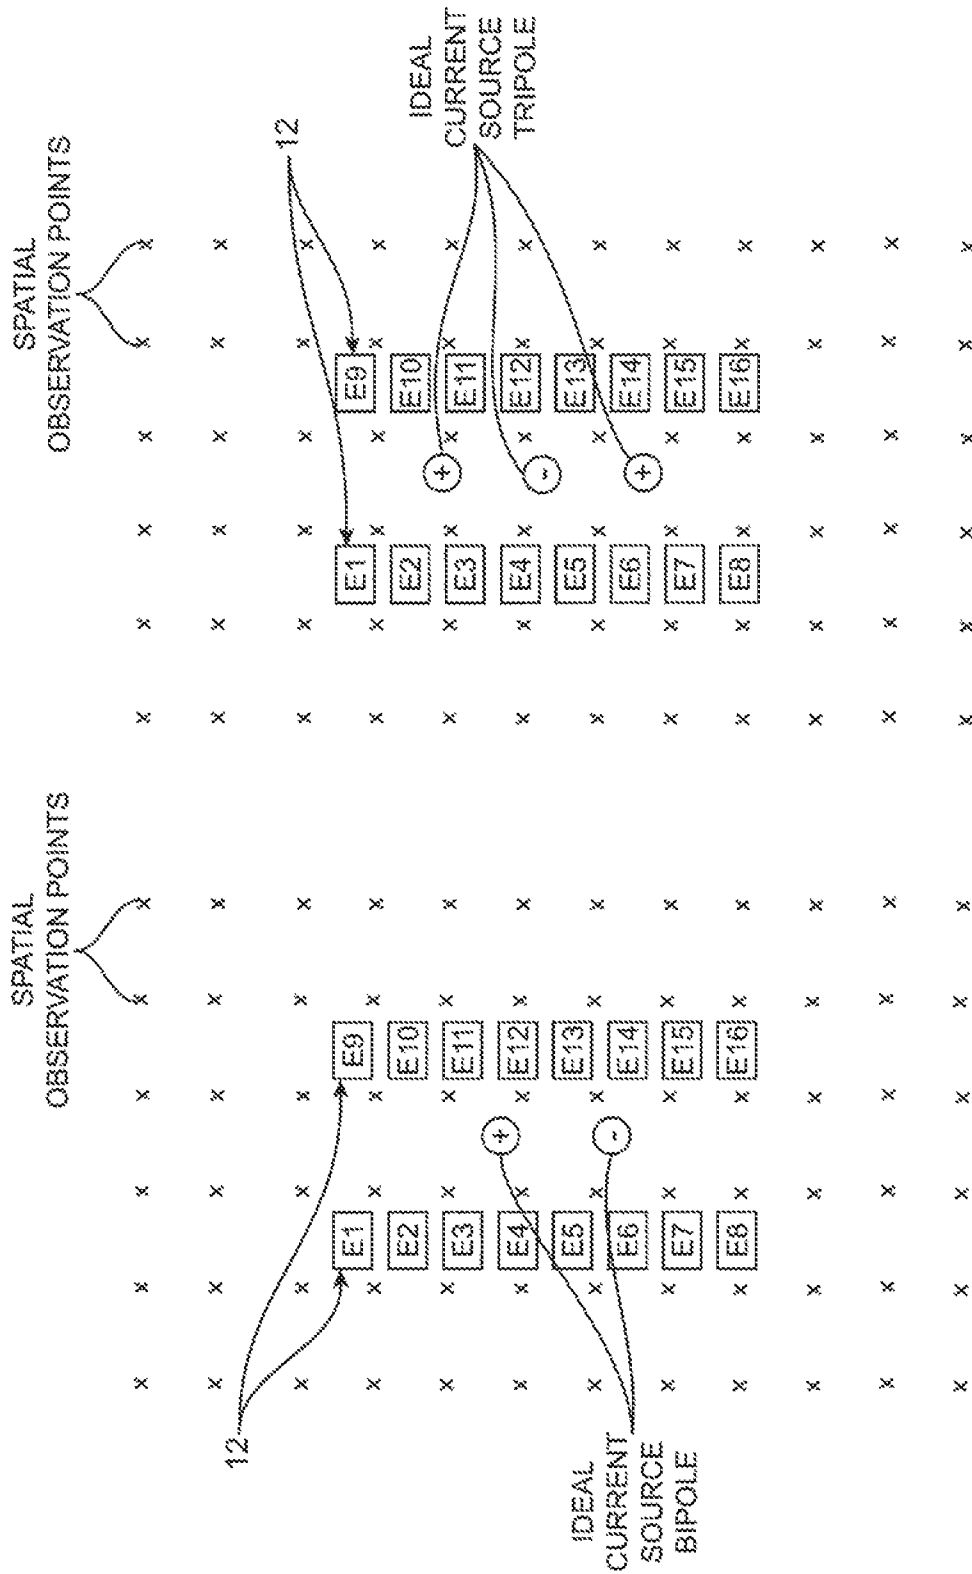 SPATIAL
OBSERVATION POINTS
12
E1 E9
E2 E10
E3 E11
+
E4 E12
E5 E13
-
E6 E14
E7 E15
E8 E16
IDEAL
CURRENT
SOURCE
BIPOLE
SPATIAL
OBSERVATION POINTS
12
E1 E9
E2 E10
+
E3 E11
E4 E12
-
E5 E13
E6 E14
+
E7 E15
E8 E16
IDEAL
CURRENT
SOURCE
TRIPOLE